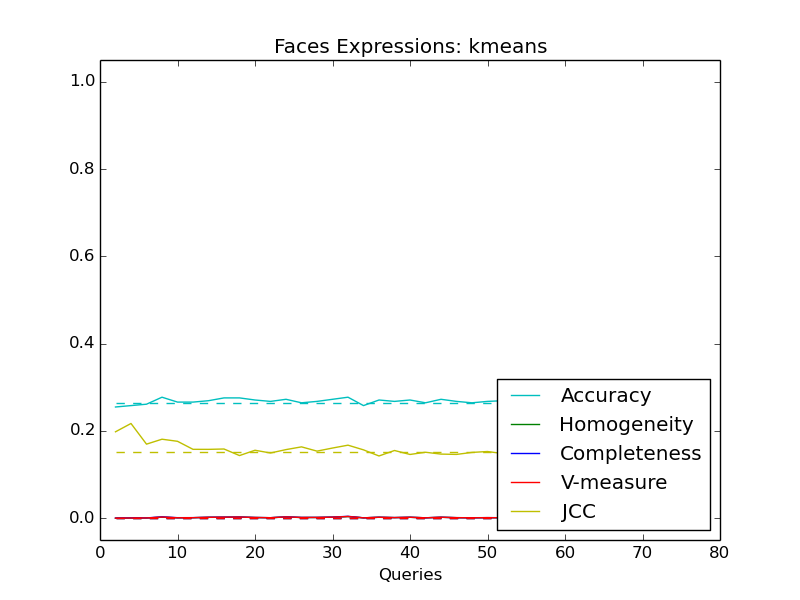 Faces Expressions: kmeans
1.0
0.8
0.6
0.4
0.2
0.0
Accuracy
Homogeneity
Completeness
V-measure
JCC
0 10 20 30 40 50 60 70 80
Queries